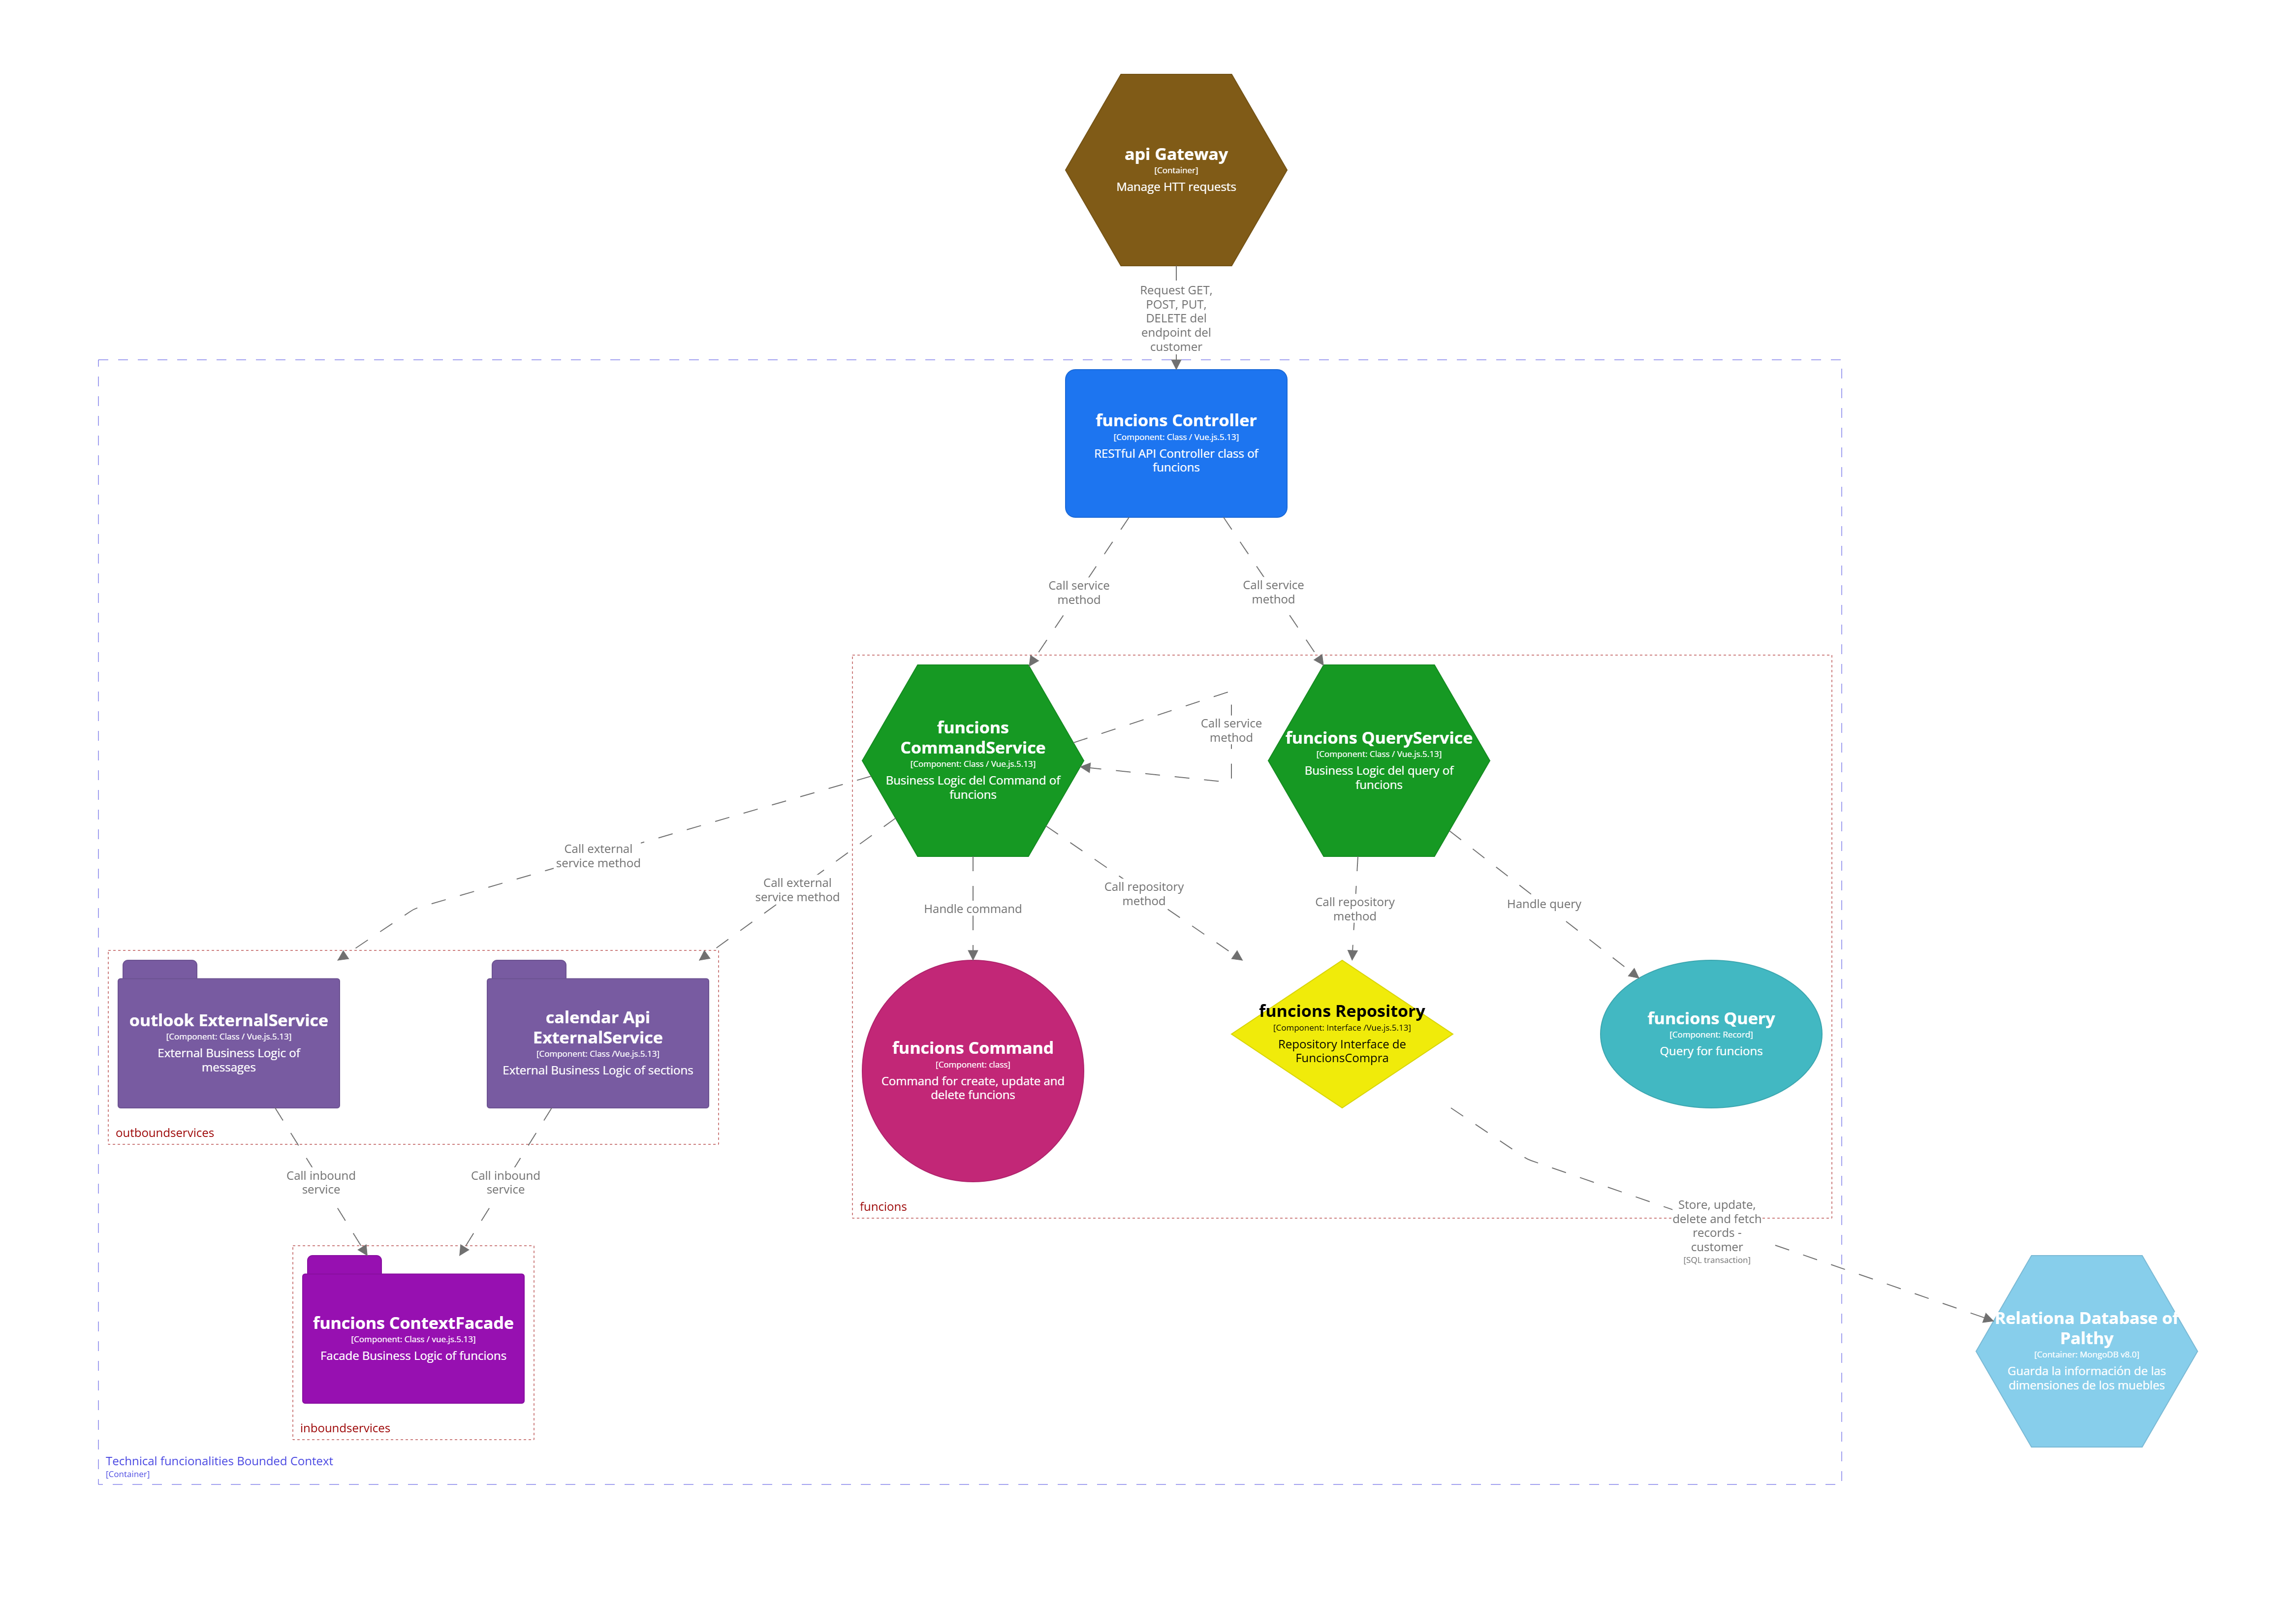 api Gateway
[Container]
Manage HTT requests
Request GET,
POST, PUT,
DELETE del
endpoint del
customer
funcions Controller
[Component: Class / Vue.js.5.13]
RESTful API Controller class of
funcions
Call service
method
Call service
method
funcions
CommandService
[Component: Class / Vue.js.5.13]
Business Logic del Command of
funcions
Call service
method
funcions QueryService
[Component: Class / Vue.js.5.13]
Business Logic del query of
funcions
Call external
service method
Call external
service method
Handle command
Call repository
method
Call repository
method
Handle query
outlook ExternalService
[Component: Class / Vue.js.5.13]
External Business Logic of
messages
calendar Api
ExternalService
[Component: Class /Vue.js.5.13]
External Business Logic of sections
outboundservices
funcions Command
[Component: class]
Command for create, update and
delete funcions
funcions Repository
[Component: Interface /Vue.js.5.13]
Repository Interface de
FuncionsCompra
funcions Query
[Component: Record]
Query for funcions
funcions
Call inbound
service
Call inbound
service
Store, update,
delete and fetch
records -
customer
[SQL transaction]
funcions ContextFacade
[Component: Class / vue.js.5.13]
Facade Business Logic of funcions
inboundservices
Relationa Database of
Palthy
[Container: MongoDB v8.0]
Guarda la información de las
dimensiones de los muebles
Technical funcionalities Bounded Context
[Container]